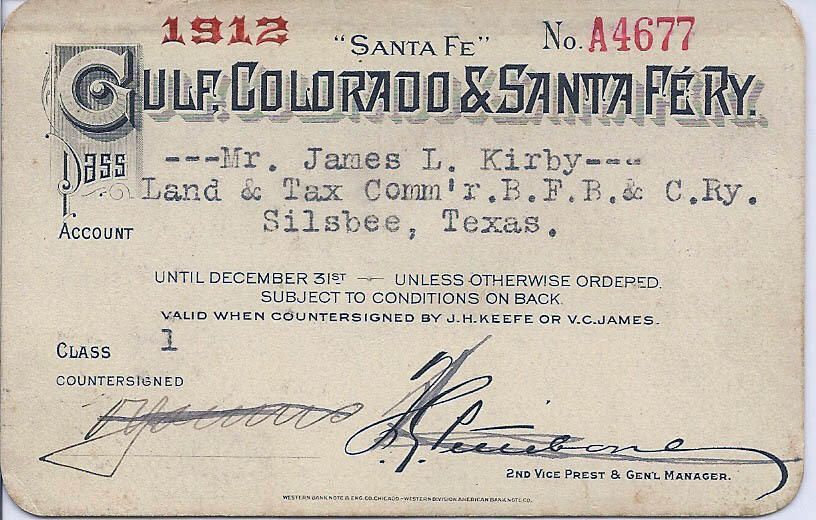 1912 "SANTA FE" No. A4677
GULF, COLORADO & SANTA FÉ RY.
Pass ---Mr. James L. Kirby---
Land & Tax Comm'r.B.F.B.& C.Ry.
Silsbee, Texas.
ACCOUNT
UNTIL DECEMBER 31ST — UNLESS OTHERWISE ORDERED.
SUBJECT TO CONDITIONS ON BACK.
VALID WHEN COUNTERSIGNED BY J.H.KEEFE OR V.C.JAMES.
CLASS 1
COUNTERSIGNED
2ND VICE PREST & GEN'L MANAGER.
WESTERN BANK NOTE & ENG. CO. CHICAGO.-WESTERN DIVISION AMERICAN BANK NOTE CO.